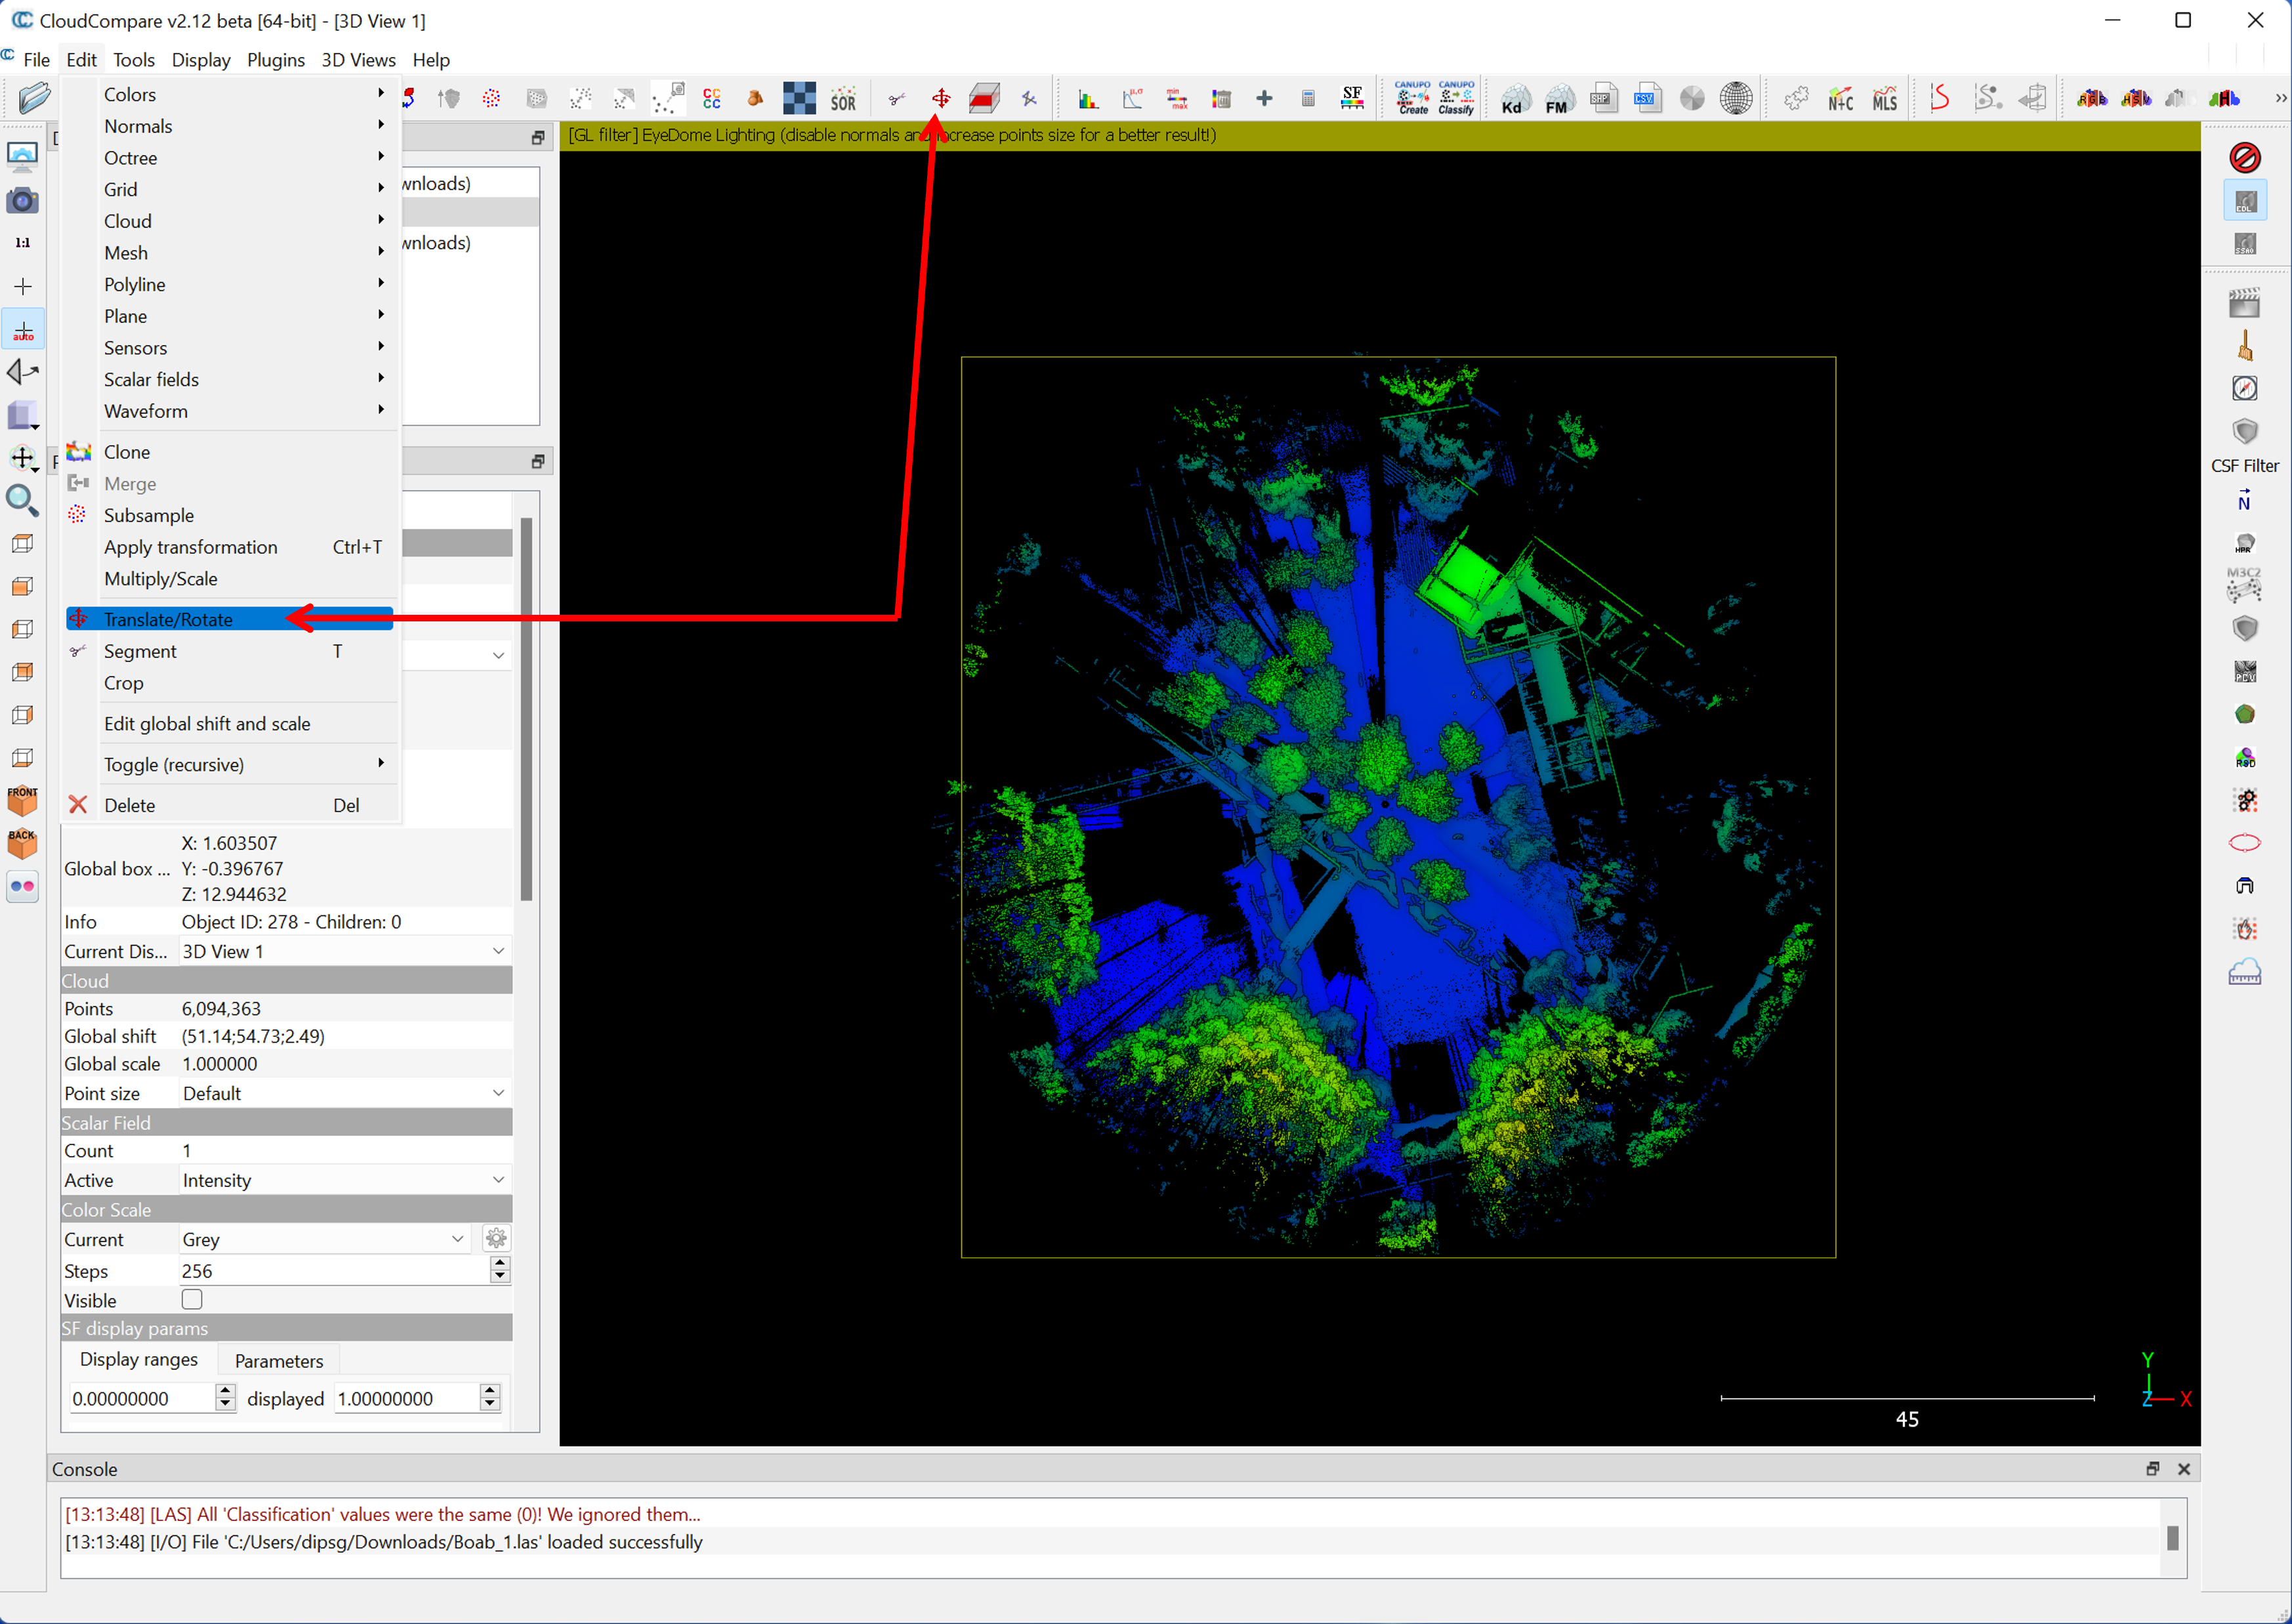 CloudCompare v2.12 beta [64-bit] - [3D View 1]
File Edit Tools Display Plugins 3D Views Help
Colors
Normals
Octree
Grid
Cloud
Mesh
Polyline
Plane
Sensors
Scalar fields
Waveform
Clone
Merge
Subsample
Apply transformation Ctrl+T
Multiply/Scale
Translate/Rotate
Segment T
Crop
Edit global shift and scale
Toggle (recursive)
Delete Del
SOR
SF
CANUPO Create
CANUPO Classify
Kd
FM
SHP
CSV
N+C
MLS
RGB
HSV
1:1
auto
FRONT
BACK
wnloads)
wnloads)
[GL filter] EyeDome Lighting (disable normals and increase points size for a better result!)
X: 1.603507
Global box ... Y: -0.396767
Z: 12.944632
Info Object ID: 278 - Children: 0
Current Dis... 3D View 1
Cloud
Points 6,094,363
Global shift (51.14;54.73;2.49)
Global scale 1.000000
Point size Default
Scalar Field
Count 1
Active Intensity
Color Scale
Current Grey
Steps 256
Visible
SF display params
Display ranges Parameters
0.00000000 displayed 1.00000000
45
Y
Z X
EDL
SSAO
CSF Filter
N
HPR
M3C2
PCV
RSD
Console
[13:13:48] [LAS] All 'Classification' values were the same (0)! We ignored them...
[13:13:48] [I/O] File 'C:/Users/dipsg/Downloads/Boab_1.las' loaded successfully